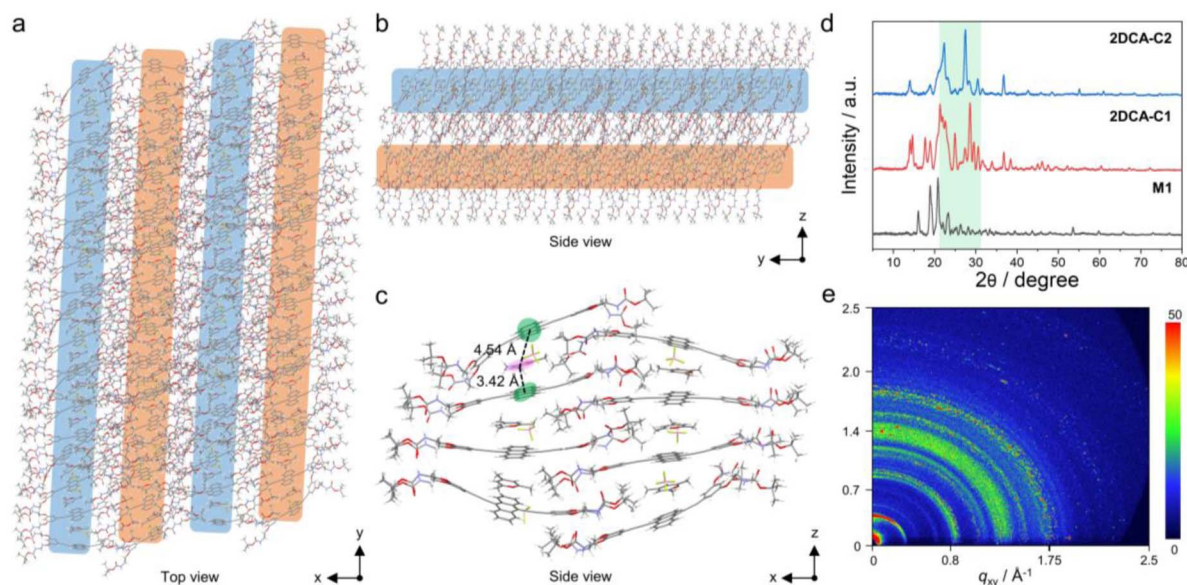 a
Top view
y
x
b
Side view
z
y
c
4.54 Å
3.42 Å
Side view
z
x
d
Intensity / a.u.
2DCA-C2
2DCA-C1
M1
10 20 30 40 50 60 70 80
2θ / degree
e
2.5
2.0
1.4
0.7
0
0 0.8 1.75 2.5
qxy / Å-1
50
0